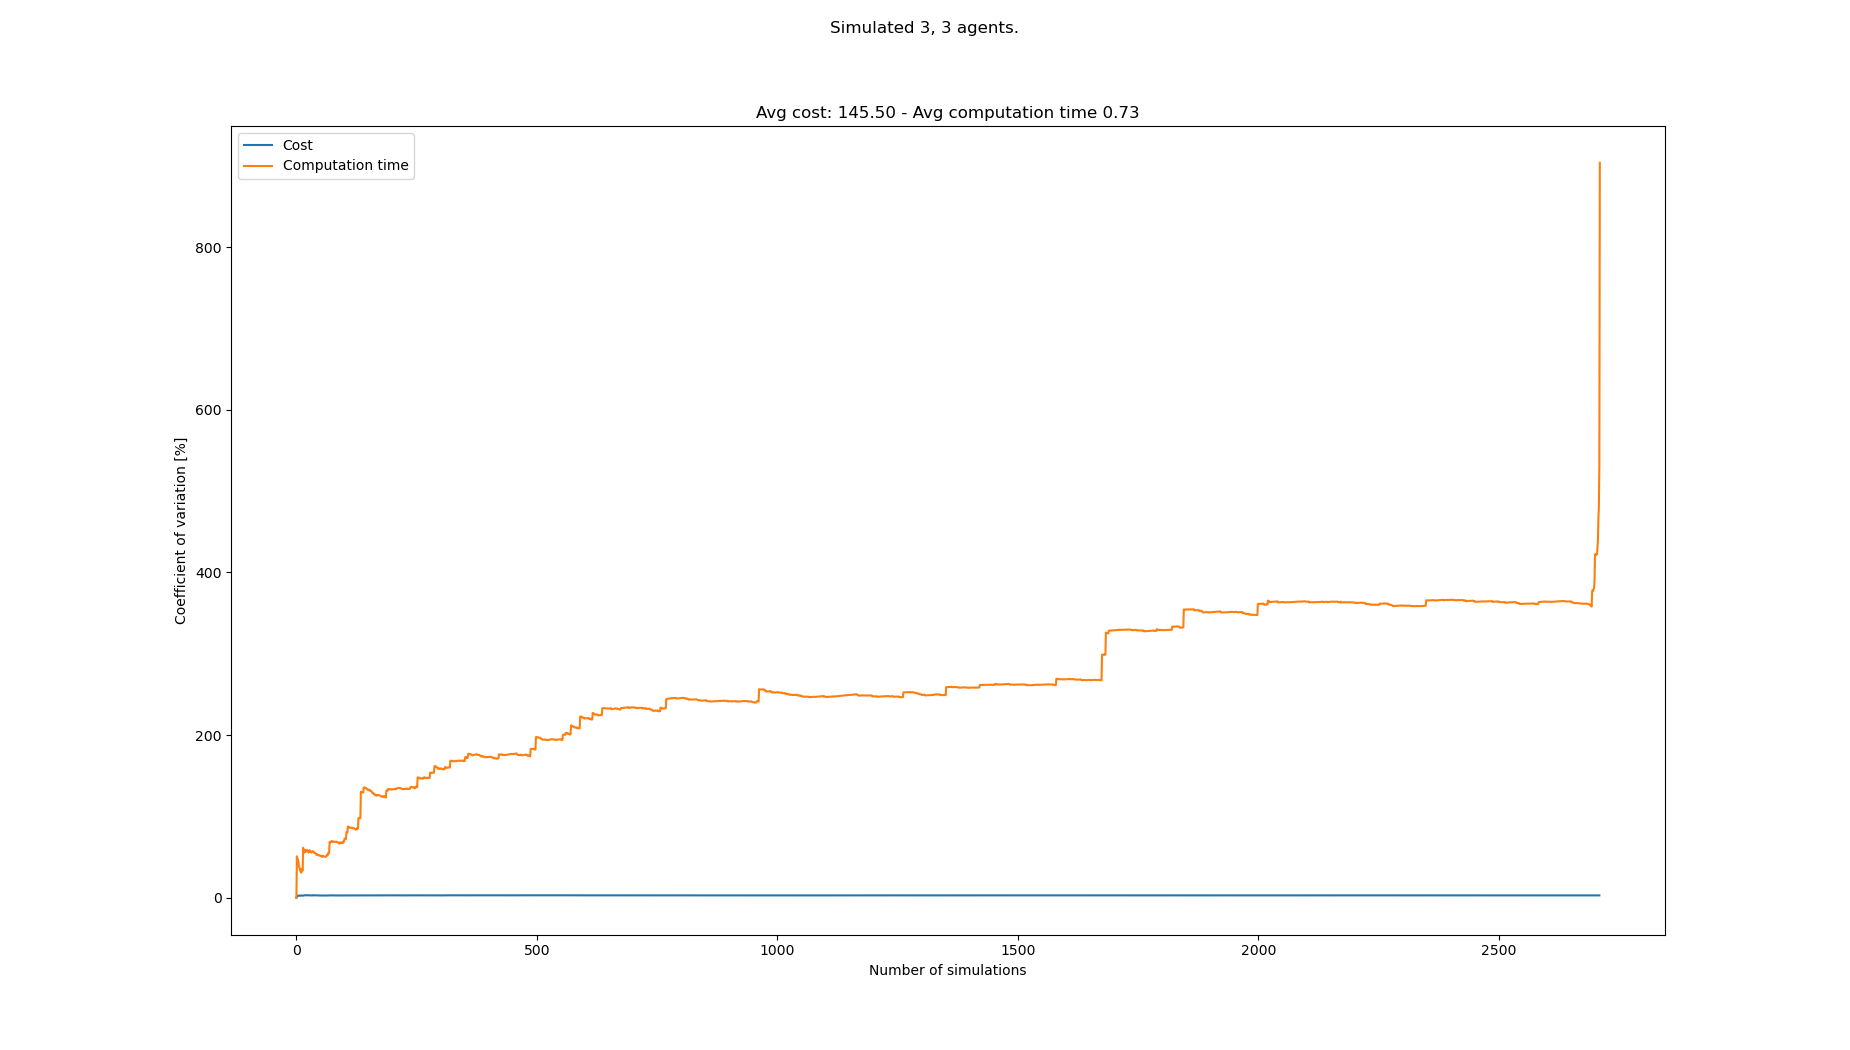 Simulated 3, 3 agents.
Avg cost: 145.50 - Avg computation time 0.73
Cost
Computation time
Coefficient of variation [%]
800
600
400
200
0
0 500 1000 1500 2000 2500
Number of simulations